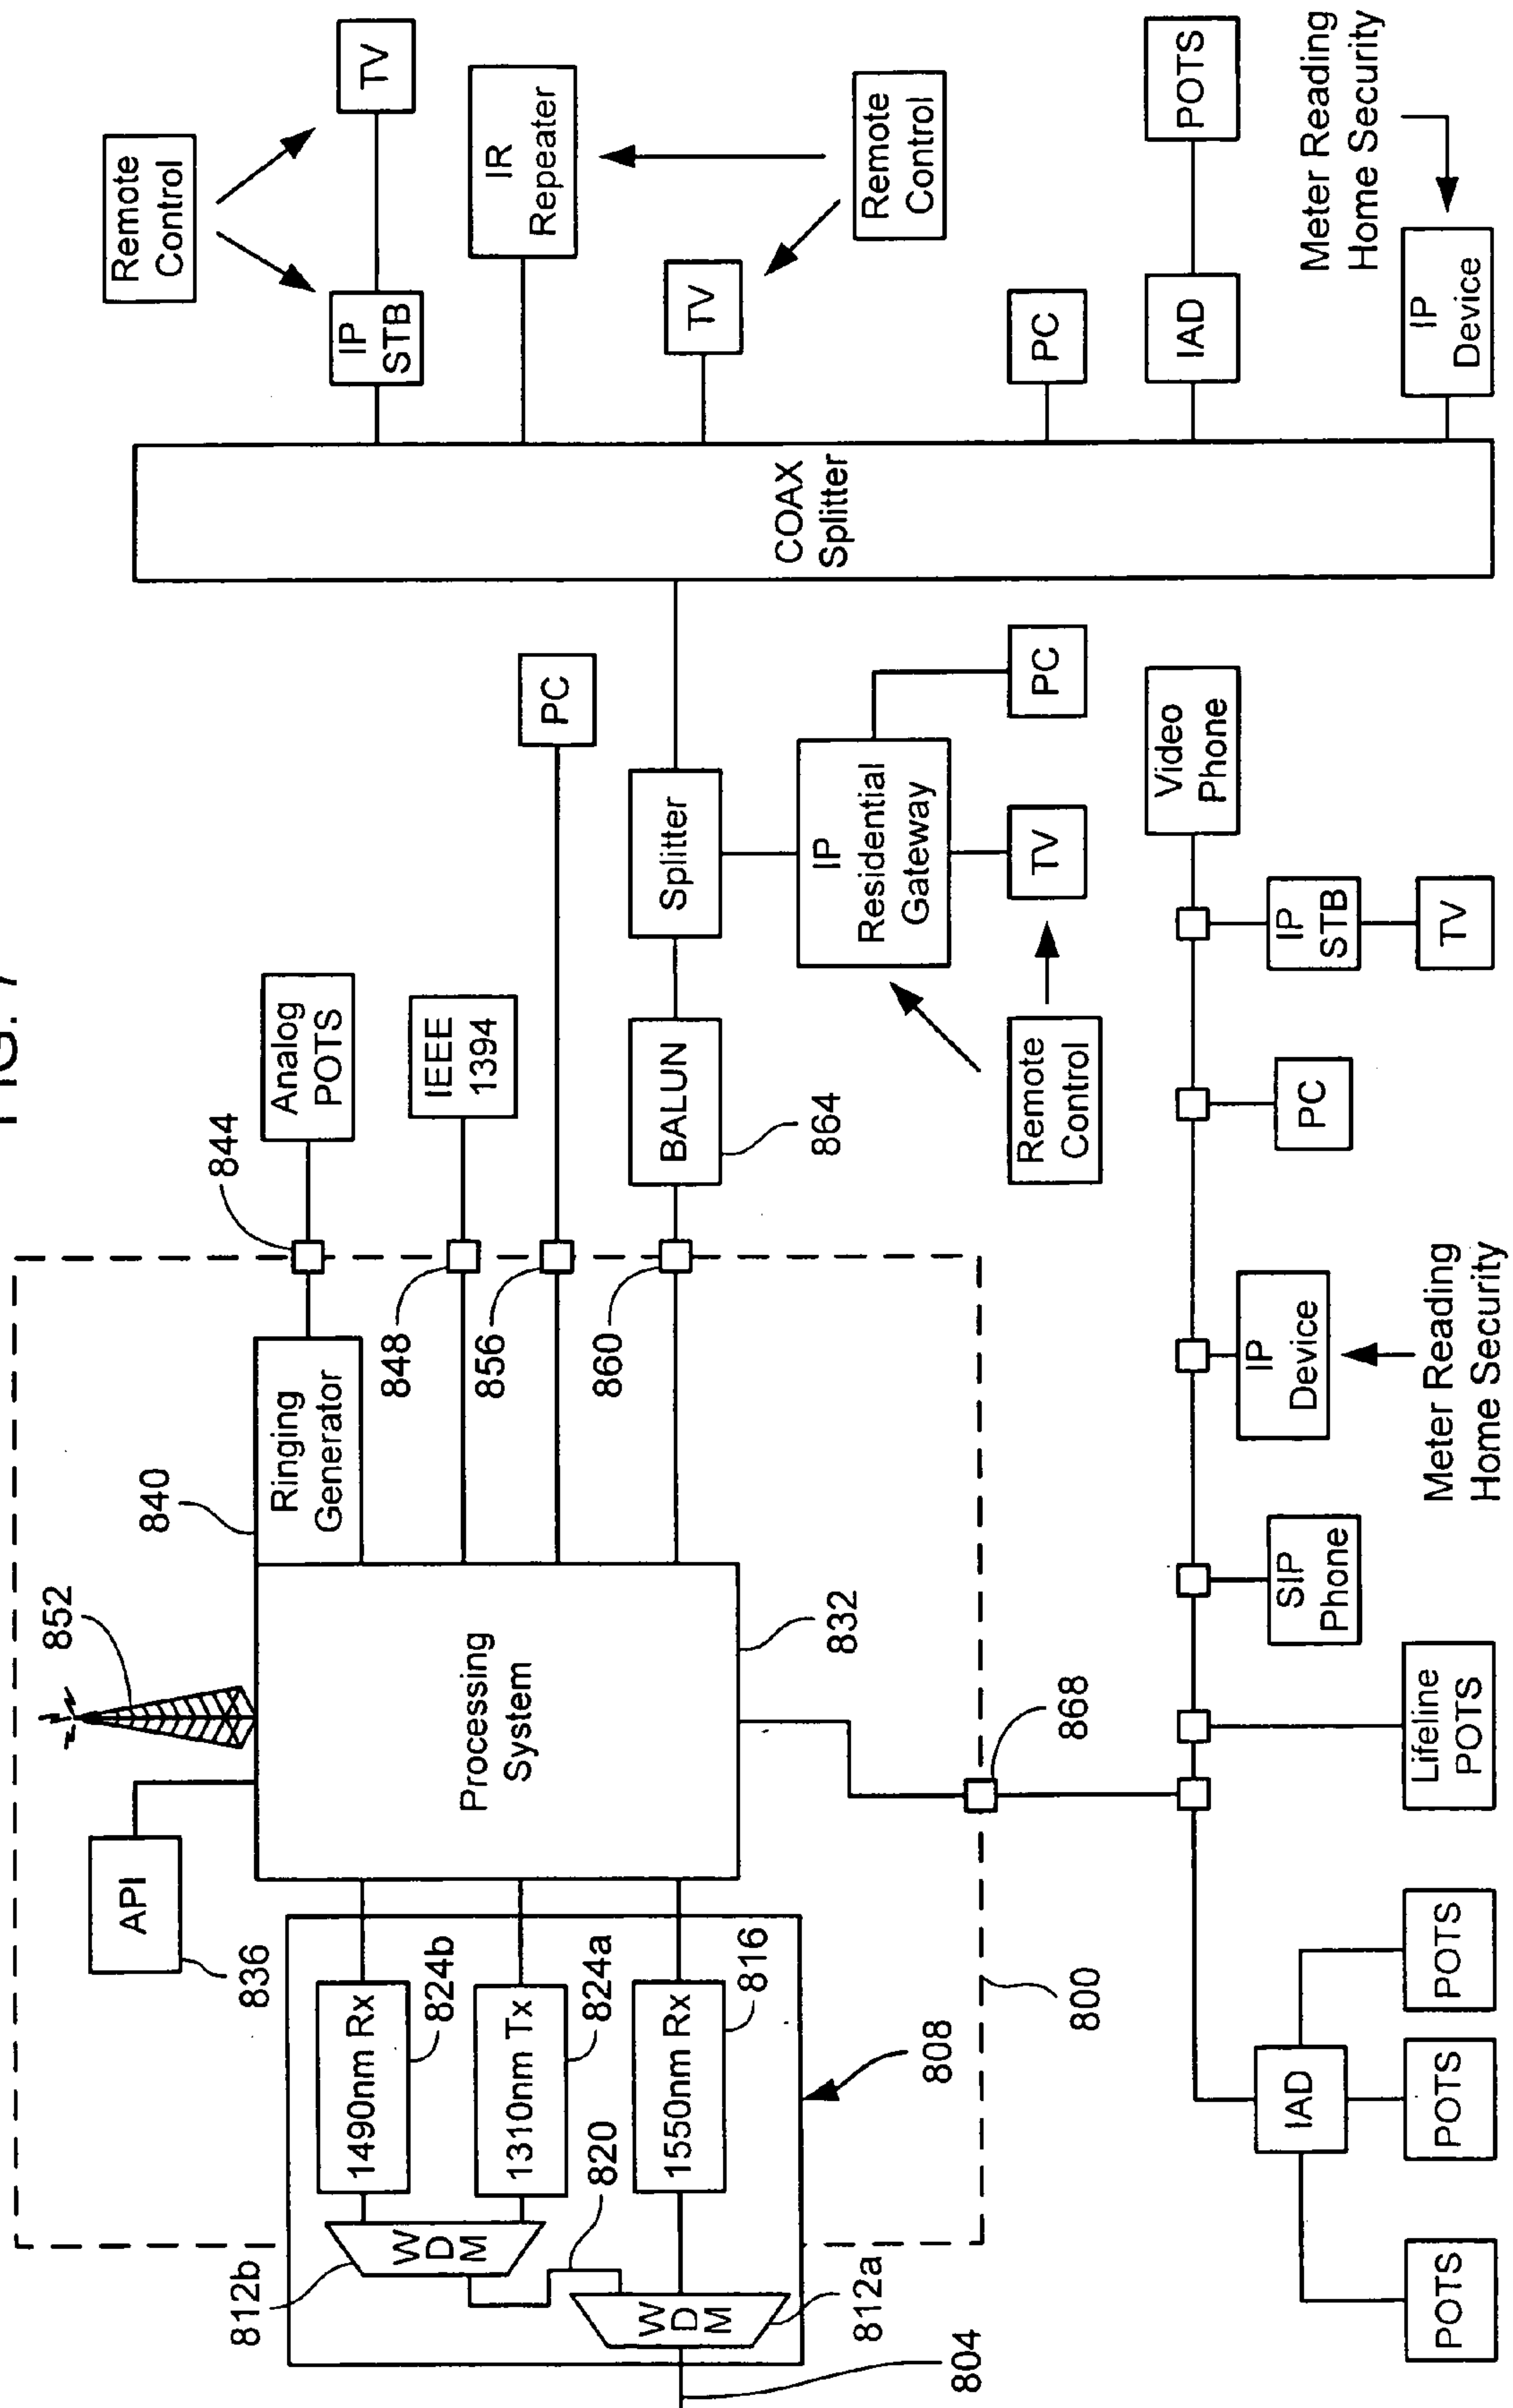 FIG. 7
852
API
836
840
Ringing
Generator
844
Analog
POTS
848
IEEE
1394
856
PC
860
BALUN
864
Splitter
Processing
System
832
812b
W
D
M
1490nm Rx
824b
1310nm Tx
824a
820
1550nm Rx
816
W
D
M
812a
804
808
800
868
IP
Residential
Gateway
PC
TV
Remote
Control
COAX
Splitter
Remote
Control
IP
STB
TV
IR
Repeater
TV
Remote
Control
PC
IAD
POTS
IP
Device
Meter Reading
Home Security
IAD
POTS
POTS
POTS
Lifeline
POTS
SIP
Phone
IP
Device
Meter Reading
Home Security
PC
IP
STB
TV
Video
Phone